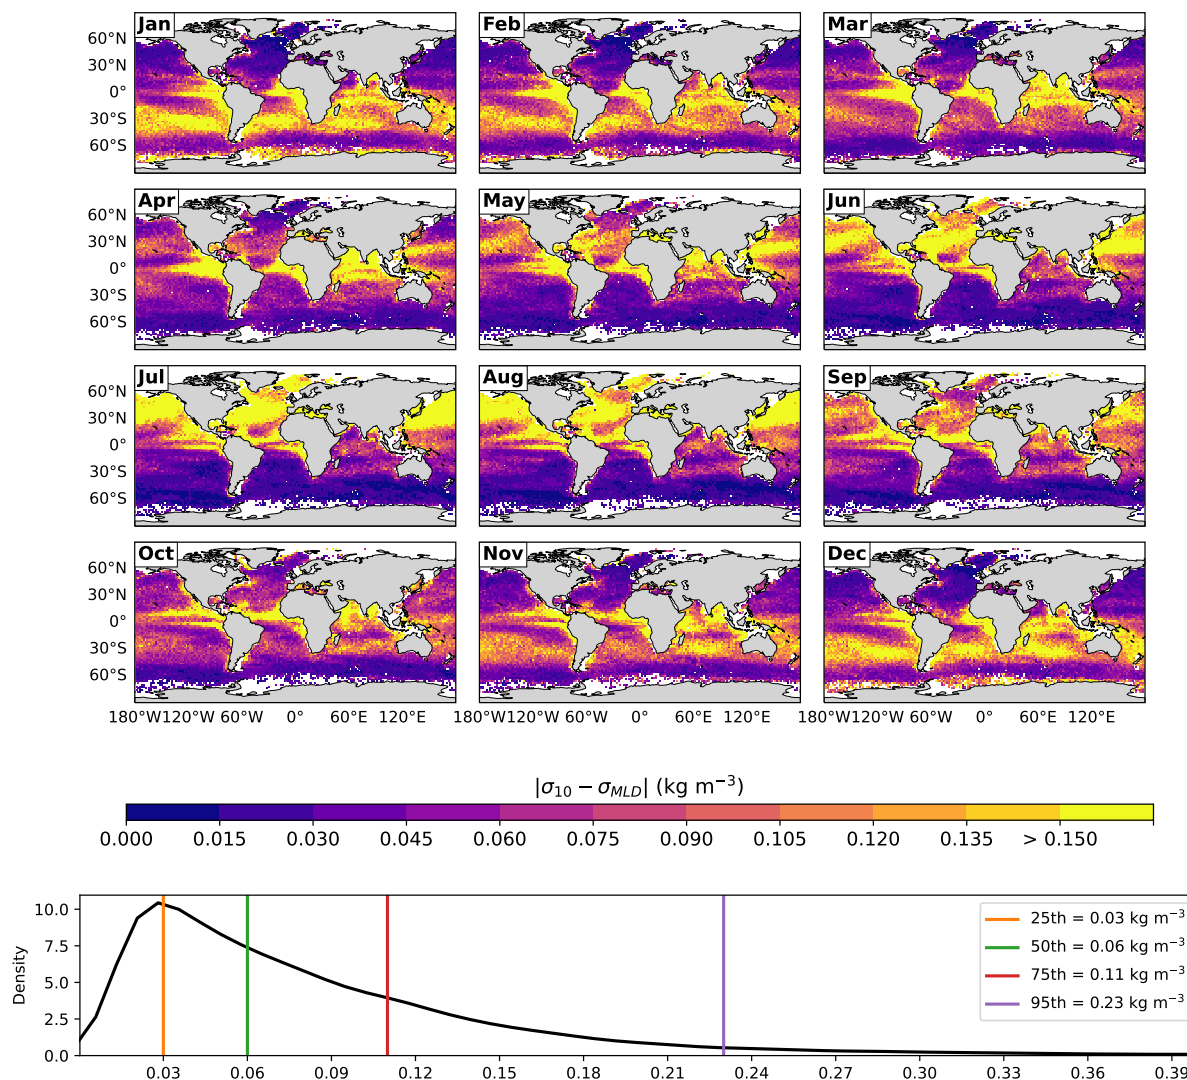 Jan Feb Mar
60°N
30°N
0°
30°S
60°S
Apr May Jun
60°N
30°N
0°
30°S
60°S
Jul Aug Sep
60°N
30°N
0°
30°S
60°S
Oct Nov Dec
60°N
30°N
0°
30°S
60°S
180°W 120°W 60°W 0° 60°E 120°E 180°W 120°W 60°W 0° 60°E 120°E 180°W 120°W 60°W 0° 60°E 120°E
|σ10 − σMLD| (kg m−3)
0.000 0.015 0.030 0.045 0.060 0.075 0.090 0.105 0.120 0.135 > 0.150
Density
10.0
7.5
5.0
2.5
0.0
25th = 0.03 kg m−3
50th = 0.06 kg m−3
75th = 0.11 kg m−3
95th = 0.23 kg m−3
0.03 0.06 0.09 0.12 0.15 0.18 0.21 0.24 0.27 0.30 0.33 0.36 0.39